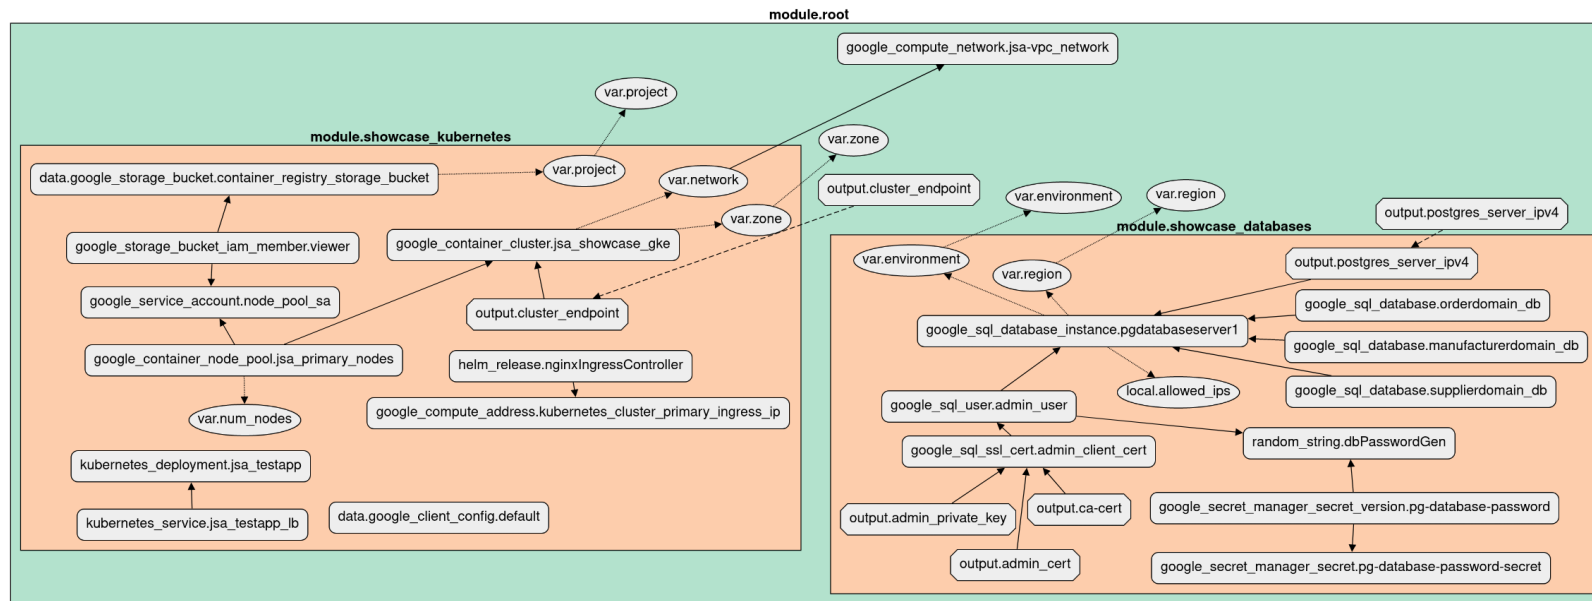 module.root
google_compute_network.jsa-vpc_network
var.project
module.showcase_kubernetes
var.zone
data.google_storage_bucket.container_registry_storage_bucket
var.project
var.network
output.cluster_endpoint
var.environment
var.region
output.postgres_server_ipv4
var.zone
module.showcase_databases
google_storage_bucket_iam_member.viewer
google_container_cluster.jsa_showcase_gke
var.environment
var.region
output.postgres_server_ipv4
google_service_account.node_pool_sa
output.cluster_endpoint
google_sql_database.orderdomain_db
google_sql_database_instance.pgdatabaseserver1
google_sql_database.manufacturerdomain_db
google_container_node_pool.jsa_primary_nodes
helm_release.nginxIngressController
local.allowed_ips
google_sql_database.supplierdomain_db
var.num_nodes
google_compute_address.kubernetes_cluster_primary_ingress_ip
google_sql_user.admin_user
random_string.dbPasswordGen
google_sql_ssl_cert.admin_client_cert
kubernetes_deployment.jsa_testapp
kubernetes_service.jsa_testapp_lb
data.google_client_config.default
output.admin_private_key
output.ca-cert
google_secret_manager_secret_version.pg-database-password
output.admin_cert
google_secret_manager_secret.pg-database-password-secret